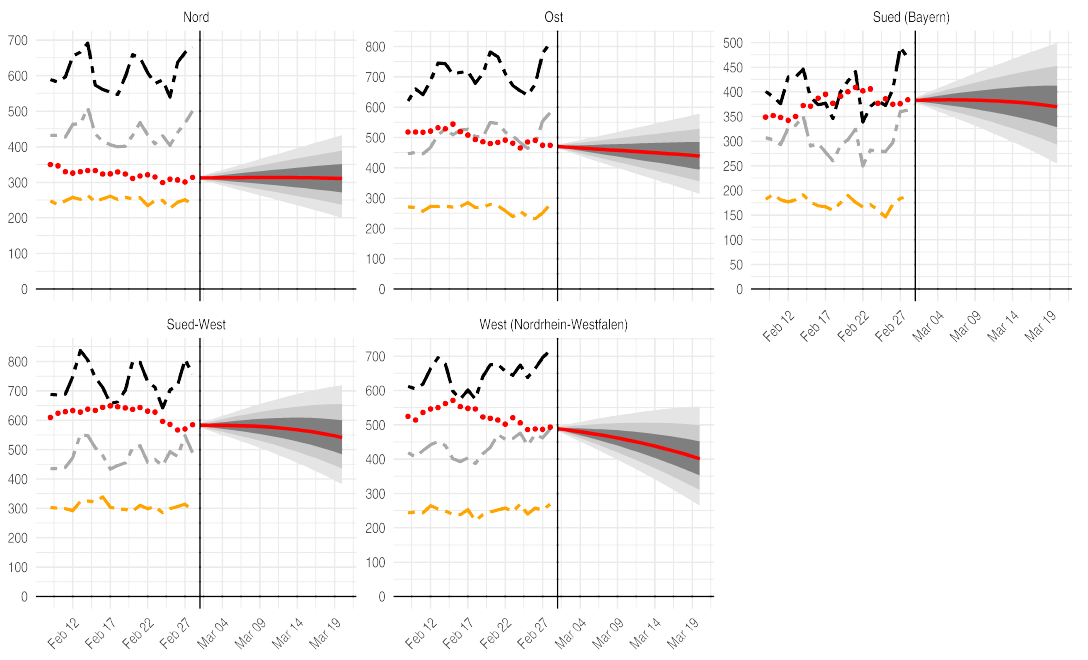 Nord
700
600
500
400
300
200
100
0
Ost
800
700
600
500
400
300
200
100
0
Sued (Bayern)
500
450
400
350
300
250
200
150
100
50
0
Feb 12
Feb 17
Feb 22
Feb 27
Mar 04
Mar 09
Mar 14
Mar 19
Sued-West
800
700
600
500
400
300
200
100
0
Feb 12
Feb 17
Feb 22
Feb 27
Mar 04
Mar 09
Mar 14
Mar 19
West (Nordrhein-Westfalen)
700
600
500
400
300
200
100
0
Feb 12
Feb 17
Feb 22
Feb 27
Mar 04
Mar 09
Mar 14
Mar 19